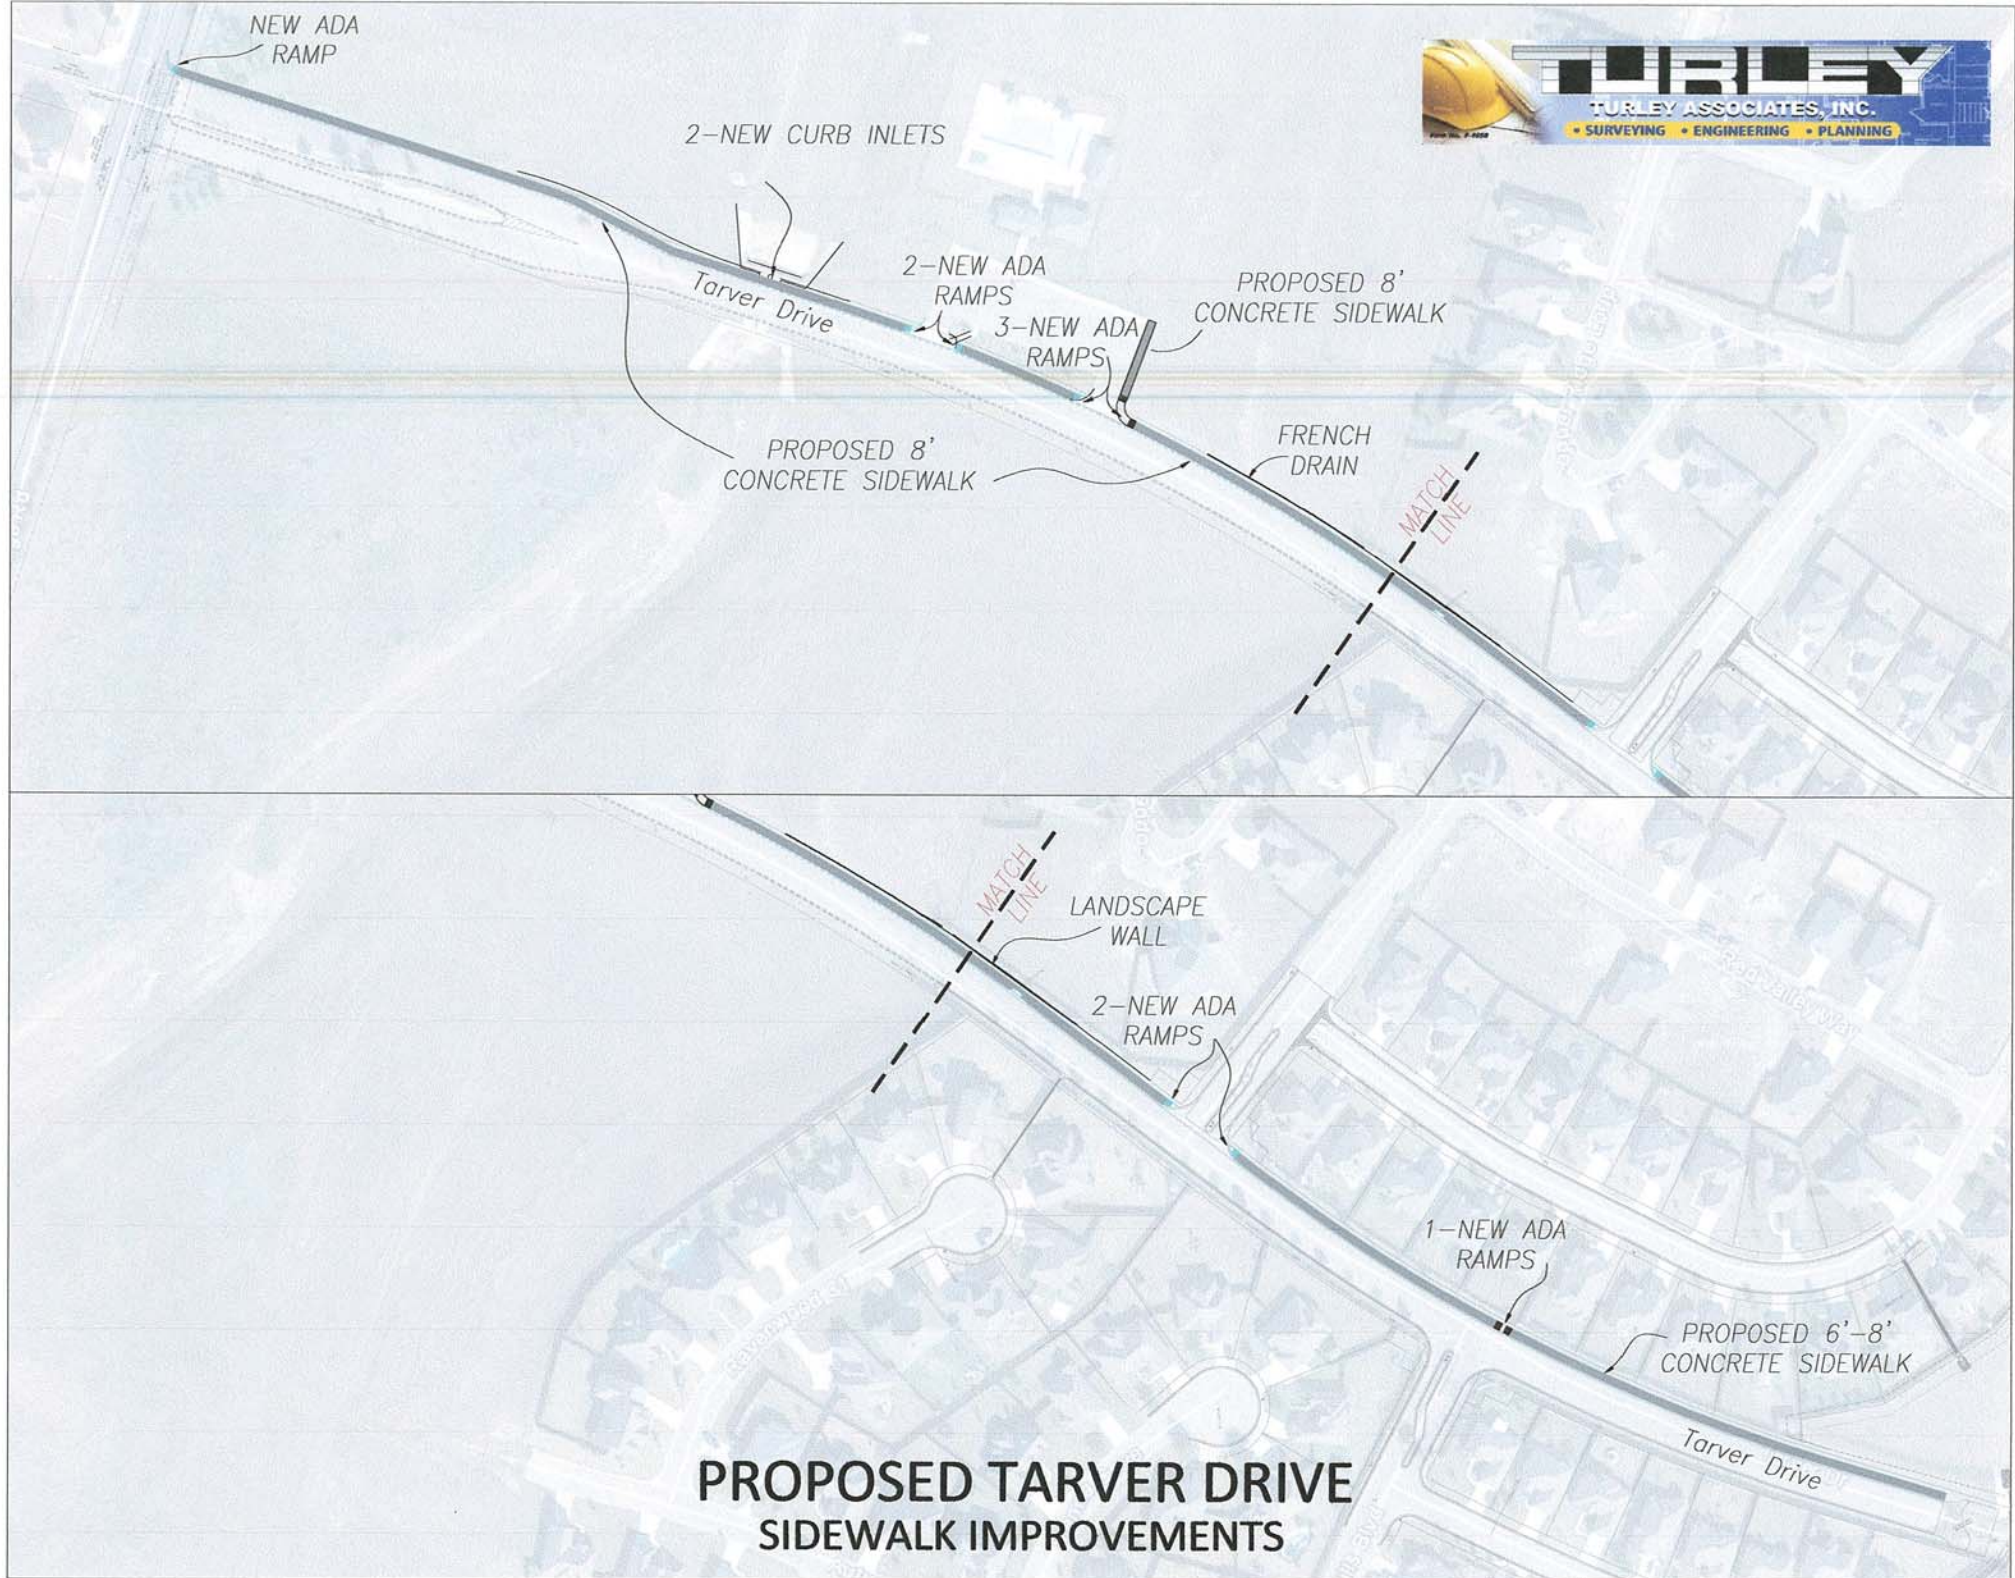 NEW ADA
RAMP
TURLEY
TURLEY ASSOCIATES, INC.
• SURVEYING • ENGINEERING • PLANNING
2-NEW CURB INLETS
2-NEW ADA
RAMPS
Tarver Drive
3-NEW ADA
RAMPS
PROPOSED 8'
CONCRETE SIDEWALK
PROPOSED 8'
CONCRETE SIDEWALK
FRENCH
DRAIN
MATCH
LINE
MATCH
LINE
LANDSCAPE
WALL
2-NEW ADA
RAMPS
1-NEW ADA
RAMPS
PROPOSED 6'-8'
CONCRETE SIDEWALK
Tarver Drive
PROPOSED TARVER DRIVE
SIDEWALK IMPROVEMENTS